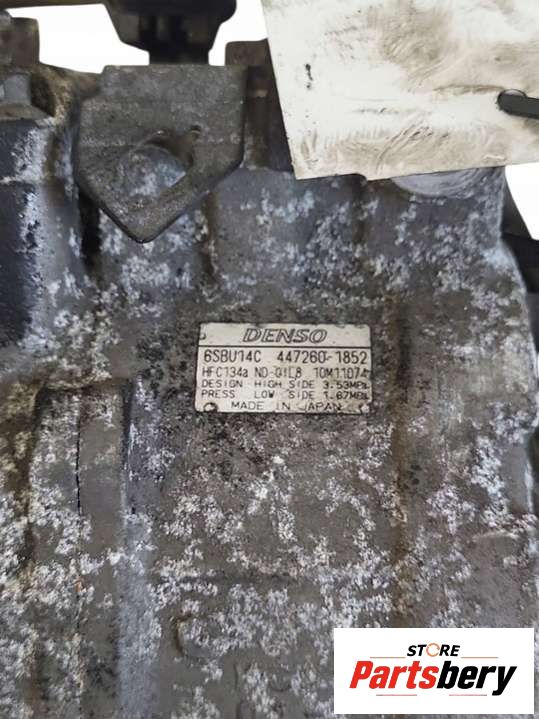 DENSO
6SBU14C 447260-1852
HFC134a ND-OIL8 10M11074
DESIGN HIGH SIDE 3.53MPa
PRESS LOW SIDE 1.67MPa
MADE IN JAPAN
STORE
Partsbery